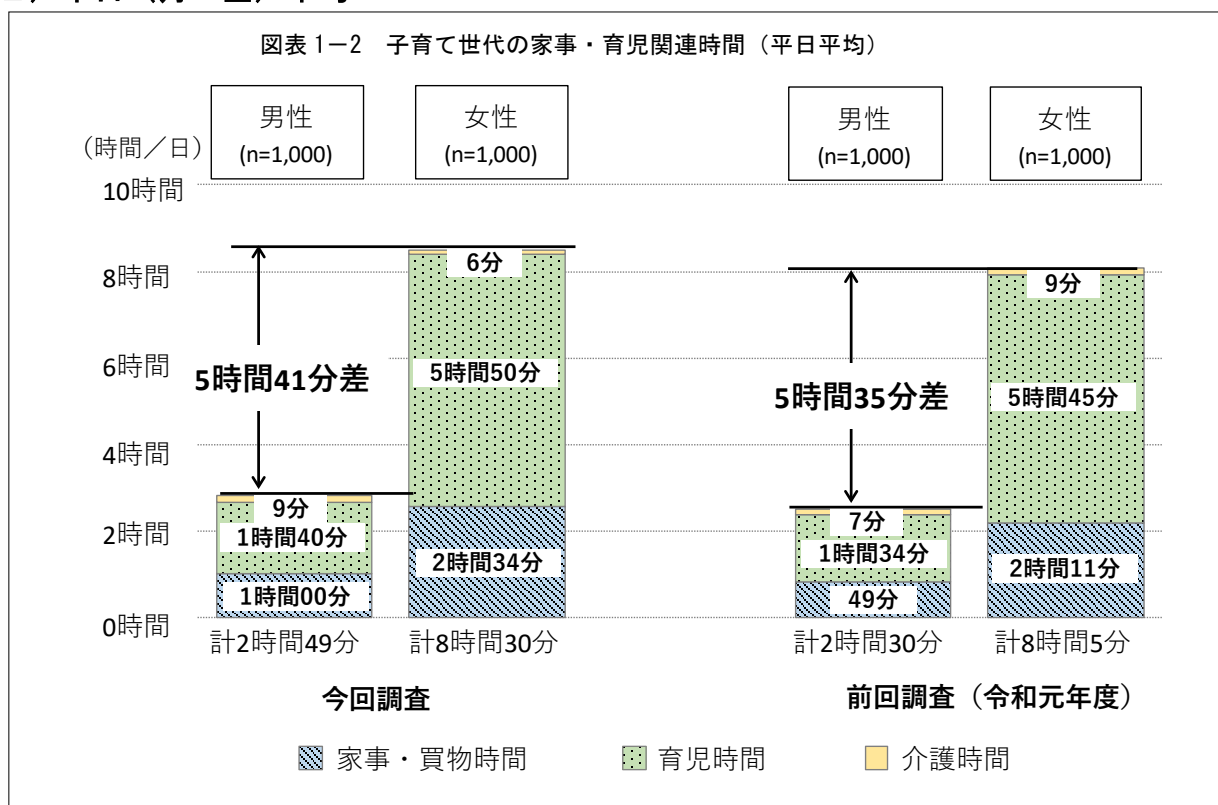 図表1－2 子育て世代の家事・育児関連時間（平日平均）
男性
(n=1,000)
女性
(n=1,000)
男性
(n=1,000)
女性
(n=1,000)
（時間／日）
10時間
8時間
6時間
4時間
2時間
0時間
5時間41分差
9分
1時間40分
1時間00分
6分
5時間50分
2時間34分
5時間35分差
7分
1時間34分
49分
9分
5時間45分
2時間11分
計2時間49分
計8時間30分
計2時間30分
計8時間5分
今回調査
前回調査（令和元年度）
家事・買物時間
育児時間
介護時間